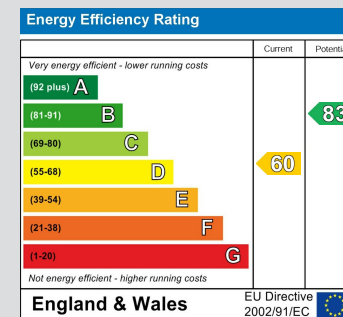 Energy Efficiency Rating
Current
Very energy efficient - lower running costs
(92 plus) A
(81-91) B
83
(69-80) C
(55-68) D
60
(39-54) E
(21-38) F
(1-20) G
Not energy efficient - higher running costs
England & Wales
EU Directive
2002/91/EC